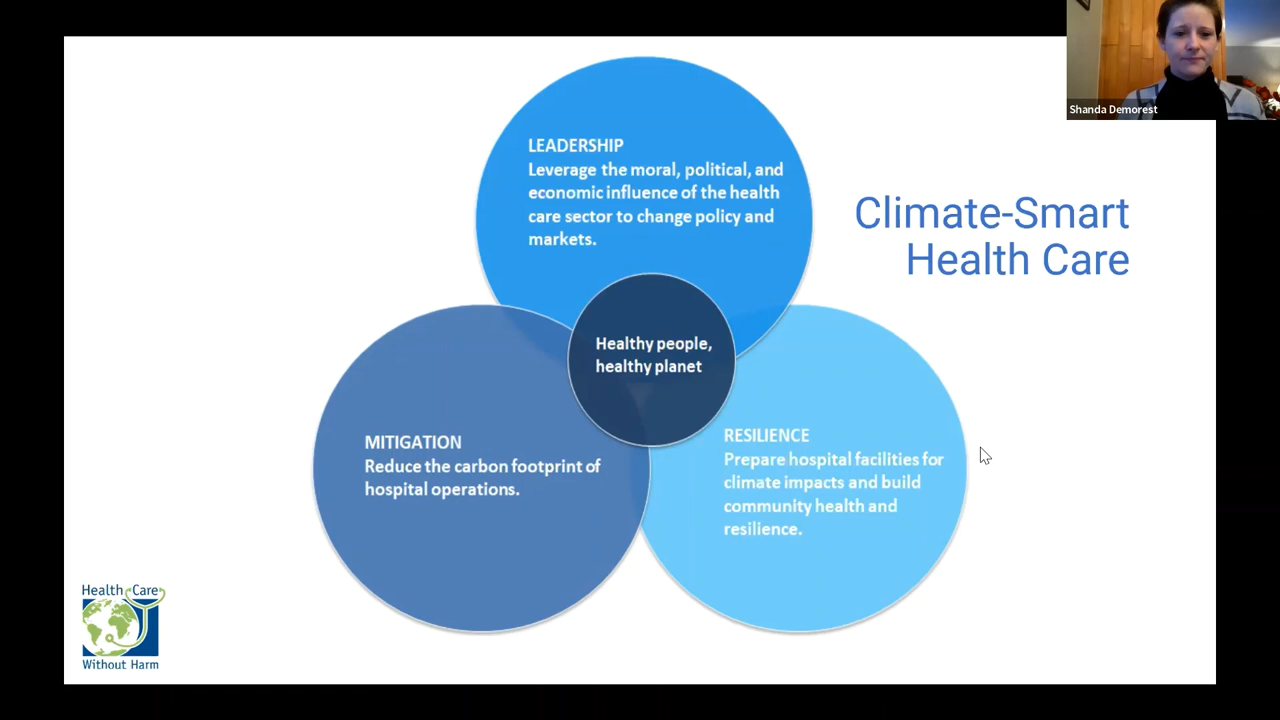 Shanda Demorest
LEADERSHIP
Leverage the moral, political, and
economic influence of the health
care sector to change policy and
markets.
Climate-Smart
Health Care
Healthy people,
healthy planet
MITIGATION
Reduce the carbon footprint of
hospital operations.
RESILIENCE
Prepare hospital facilities for
climate impacts and build
community health and
resilience.
Health Care
Without Harm